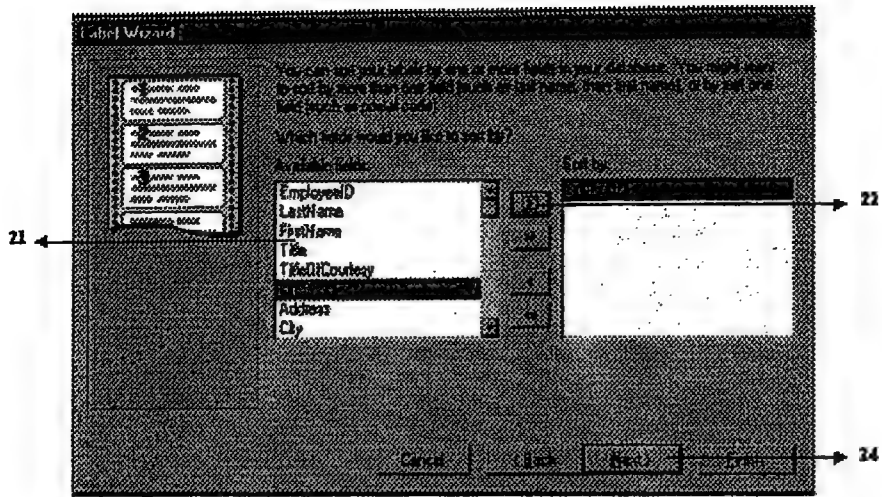 Label Wizard
You can sort your labels by one or more fields in your database. You might want
to sort by more than one field (such as last name, then first name), or by just one
field (such as postal code).
Which fields would you like to sort by?
Available fields:
Sort by:
EmployeeID
LastName
FirstName
Title
TitleOfCourtesy
Address
City
21
22
24
Cancel
< Back
Next >
Finish